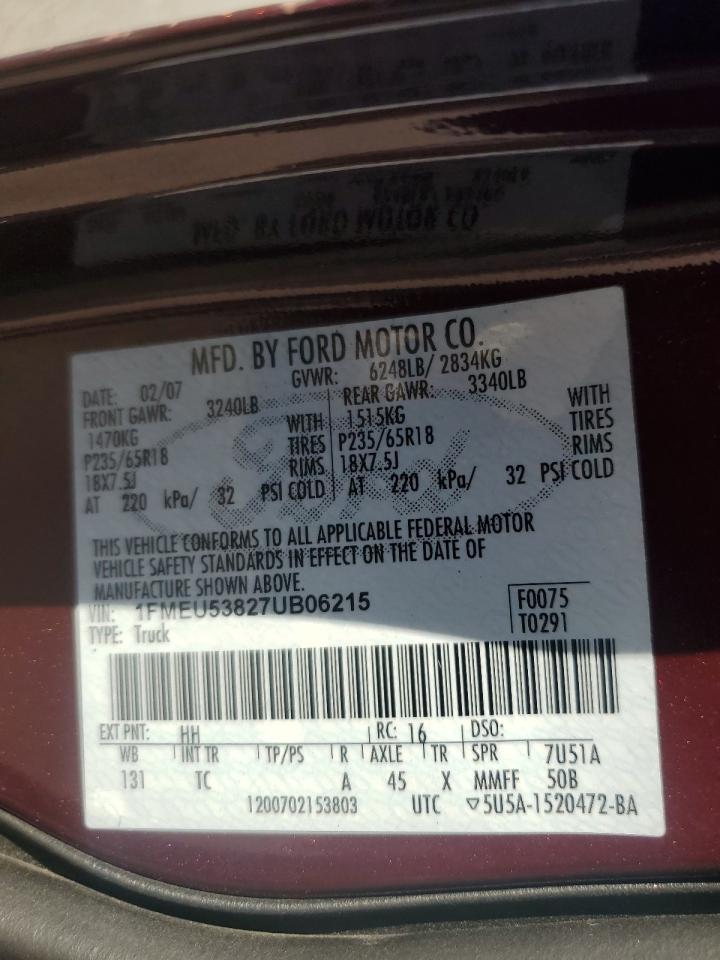 MFD. BY FORD MOTOR CO.
DATE: 02/07 GVWR: 6248LB/ 2834KG
FRONT GAWR: 3240LB REAR GAWR: 3340LB
1470KG WITH 1515KG WITH
P235/65R18 TIRES P235/65R18 TIRES
18X7.5J RIMS 18X7.5J RIMS
AT 220 kPa/ 32 PSI COLD AT 220 kPa/ 32 PSI COLD
Ford
THIS VEHICLE CONFORMS TO ALL APPLICABLE FEDERAL MOTOR
VEHICLE SAFETY STANDARDS IN EFFECT ON THE DATE OF
MANUFACTURE SHOWN ABOVE.
VIN: 1FMEU53827UB06215 F0075
TYPE: Truck T0291
EXT PNT: HH RC: 16 DSO:
WB INT TR TP/PS R AXLE TR SPR 7U51A
131 TC A 45 X MMFF 50B
1200702153803 UTC ▽5U5A-1520472-BA